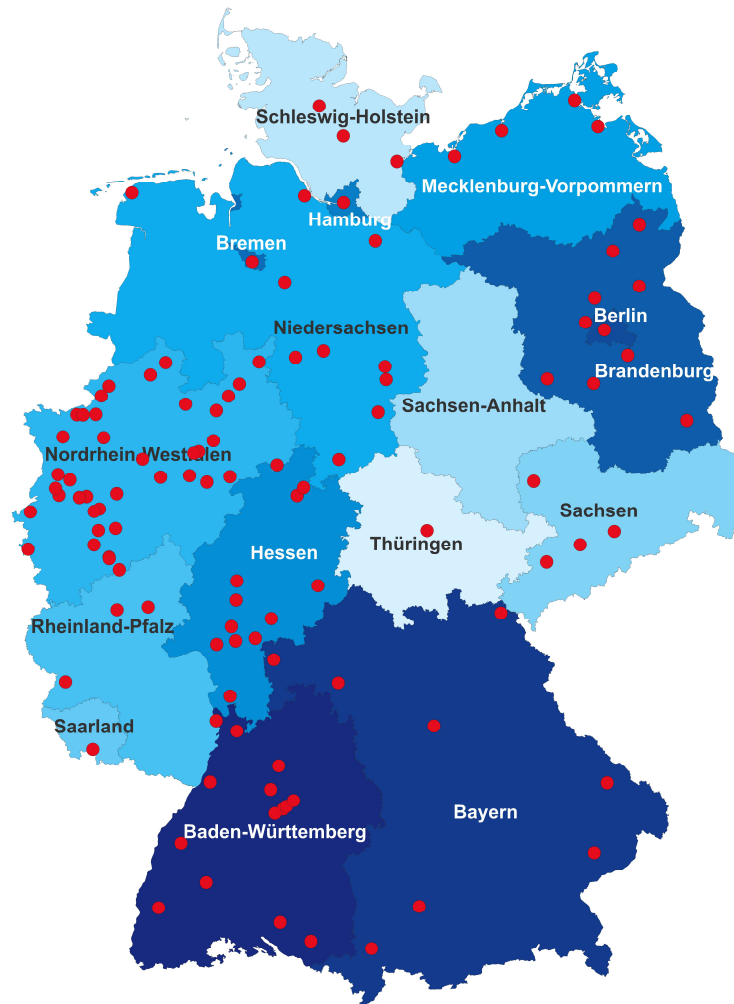 Schleswig-Holstein
Mecklenburg-Vorpommern
Hamburg
Bremen
Berlin
Niedersachsen
Brandenburg
Sachsen-Anhalt
Nordrhein-Westfalen
Sachsen
Thüringen
Hessen
Rheinland-Pfalz
Saarland
Bayern
Baden-Württemberg